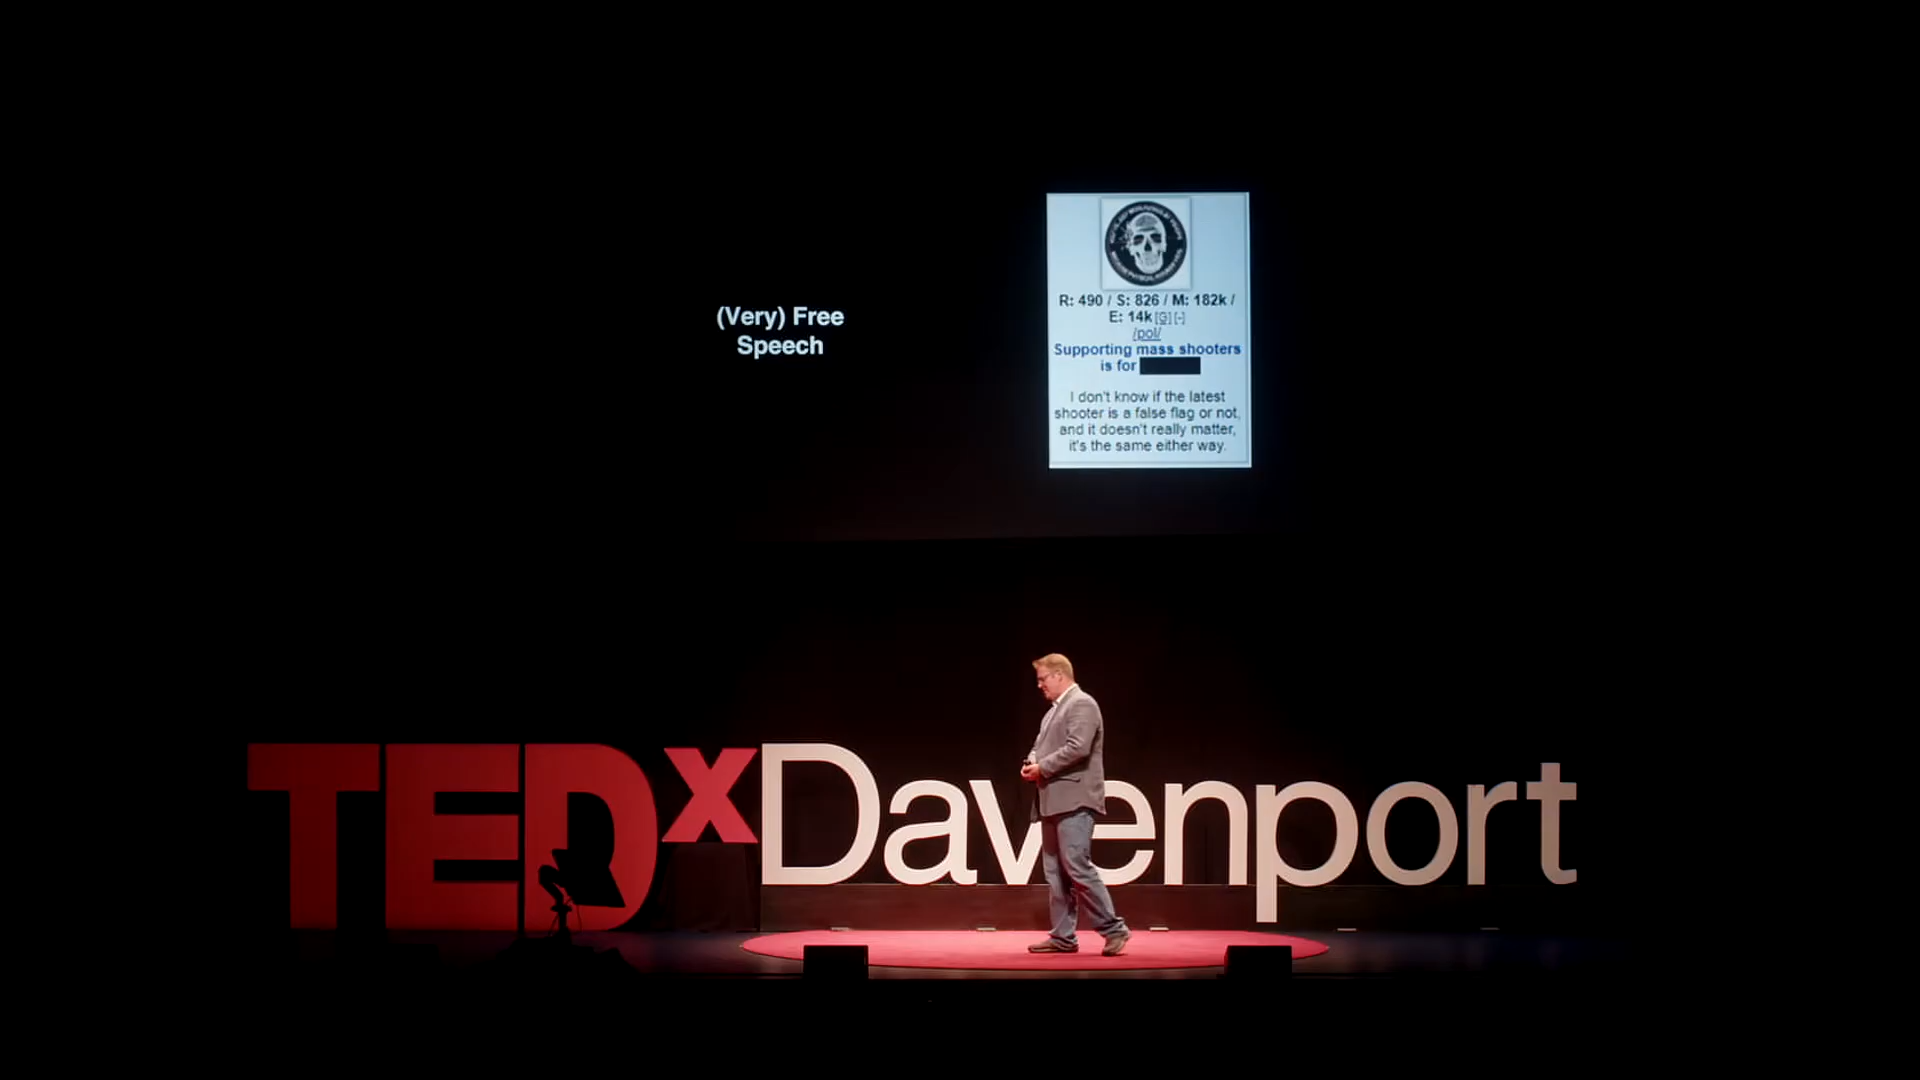 (Very) Free
Speech
R: 490 / S: 826 / M: 182k /
E: 14k [G] [-]
/pol/
Supporting mass shooters
is for
I don't know if the latest
shooter is a false flag or not,
and it doesn't really matter,
it's the same either way.
TEDxDavenport